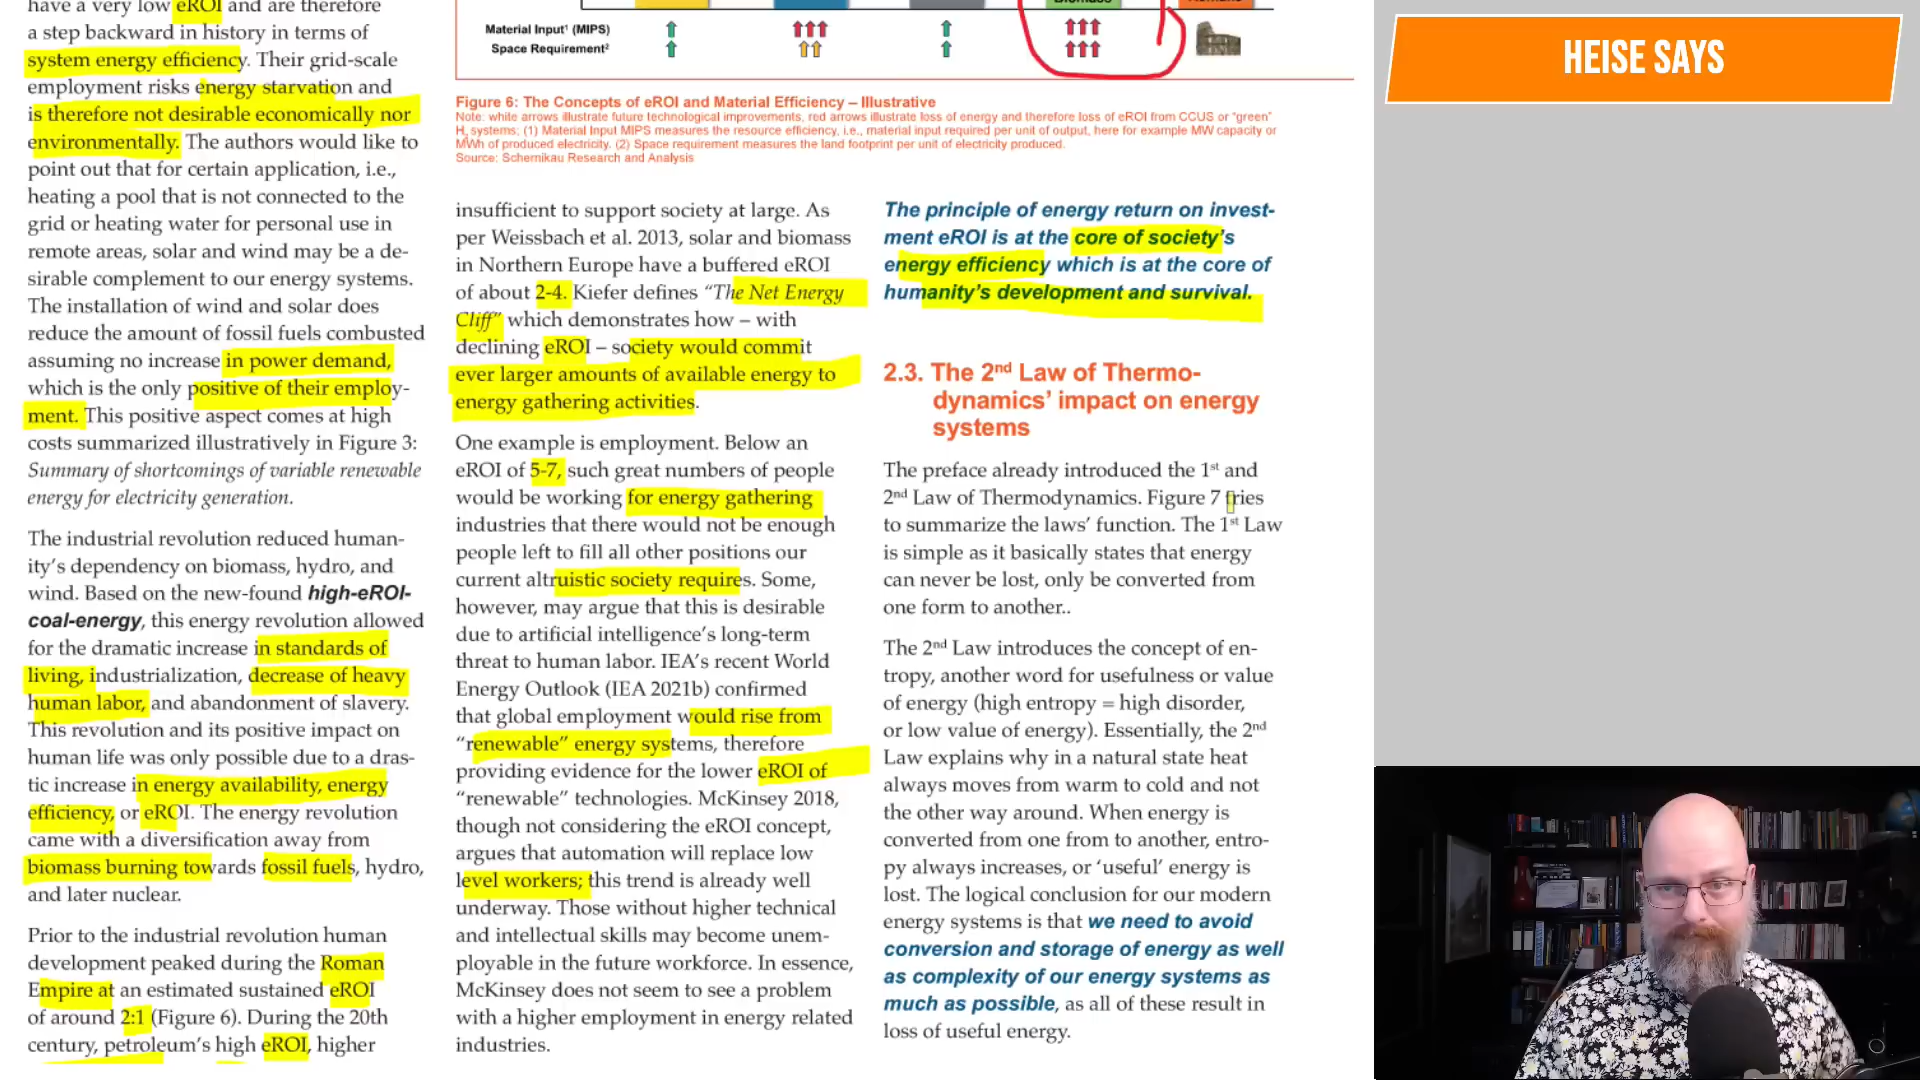 have a very low eROI and are therefore
a step backward in history in terms of
system energy efficiency. Their grid-scale
employment risks energy starvation and
is therefore not desirable economically nor
environmentally. The authors would like to
point out that for certain application, i.e.,
heating a pool that is not connected to the
grid or heating water for personal use in
remote areas, solar and wind may be a de-
sirable complement to our energy systems.
The installation of wind and solar does
reduce the amount of fossil fuels combusted
assuming no increase in power demand,
which is the only positive of their employ-
ment. This positive aspect comes at high
costs summarized illustratively in Figure 3:
Summary of shortcomings of variable renewable
energy for electricity generation.
The industrial revolution reduced human-
ity's dependency on biomass, hydro, and
wind. Based on the new-found high-eROI-
coal-energy, this energy revolution allowed
for the dramatic increase in standards of
living, industrialization, decrease of heavy
human labor, and abandonment of slavery.
This revolution and its positive impact on
human life was only possible due to a dras-
tic increase in energy availability, energy
efficiency, or eROI. The energy revolution
came with a diversification away from
biomass burning towards fossil fuels, hydro,
and later nuclear.
Prior to the industrial revolution human
development peaked during the Roman
Empire at an estimated sustained eROI
of around 2:1 (Figure 6). During the 20th
century, petroleum's high eROI, higher
Biomass
Material Input¹ (MIPS)
Space Requirement²
Figure 6: The Concepts of eROI and Material Efficiency – Illustrative
Note: white arrows illustrate future technological improvements, red arrows illustrate loss of energy and therefore loss of eROI from CCUS or "green"
H₂ systems; (1) Material Input MIPS measures the resource efficiency, i.e., material input required per unit of output, here for example MW capacity or
MWh of produced electricity. (2) Space requirement measures the land footprint per unit of electricity produced.
Source: Schernikau Research and Analysis
insufficient to support society at large. As
per Weissbach et al. 2013, solar and biomass
in Northern Europe have a buffered eROI
of about 2-4. Kiefer defines "The Net Energy
Cliff" which demonstrates how – with
declining eROI – society would commit
ever larger amounts of available energy to
energy gathering activities.
One example is employment. Below an
eROI of 5-7, such great numbers of people
would be working for energy gathering
industries that there would not be enough
people left to fill all other positions our
current altruistic society requires. Some,
however, may argue that this is desirable
due to artificial intelligence's long-term
threat to human labor. IEA's recent World
Energy Outlook (IEA 2021b) confirmed
that global employment would rise from
"renewable" energy systems, therefore
providing evidence for the lower eROI of
"renewable" technologies. McKinsey 2018,
though not considering the eROI concept,
argues that automation will replace low
level workers; this trend is already well
underway. Those without higher technical
and intellectual skills may become unem-
ployable in the future workforce. In essence,
McKinsey does not seem to see a problem
with a higher employment in energy related
industries.
The principle of energy return on invest-
ment eROI is at the core of society's
energy efficiency which is at the core of
humanity's development and survival.
2.3. The 2nd Law of Thermo-
dynamics' impact on energy
systems
The preface already introduced the 1st and
2nd Law of Thermodynamics. Figure 7 tries
to summarize the laws' function. The 1st Law
is simple as it basically states that energy
can never be lost, only be converted from
one form to another..
The 2nd Law introduces the concept of en-
tropy, another word for usefulness or value
of energy (high entropy = high disorder,
or low value of energy). Essentially, the 2nd
Law explains why in a natural state heat
always moves from warm to cold and not
the other way around. When energy is
converted from one from to another, entro-
py always increases, or 'useful' energy is
lost. The logical conclusion for our modern
energy systems is that we need to avoid
conversion and storage of energy as well
as complexity of our energy systems as
much as possible, as all of these result in
loss of useful energy.
HEISE SAYS